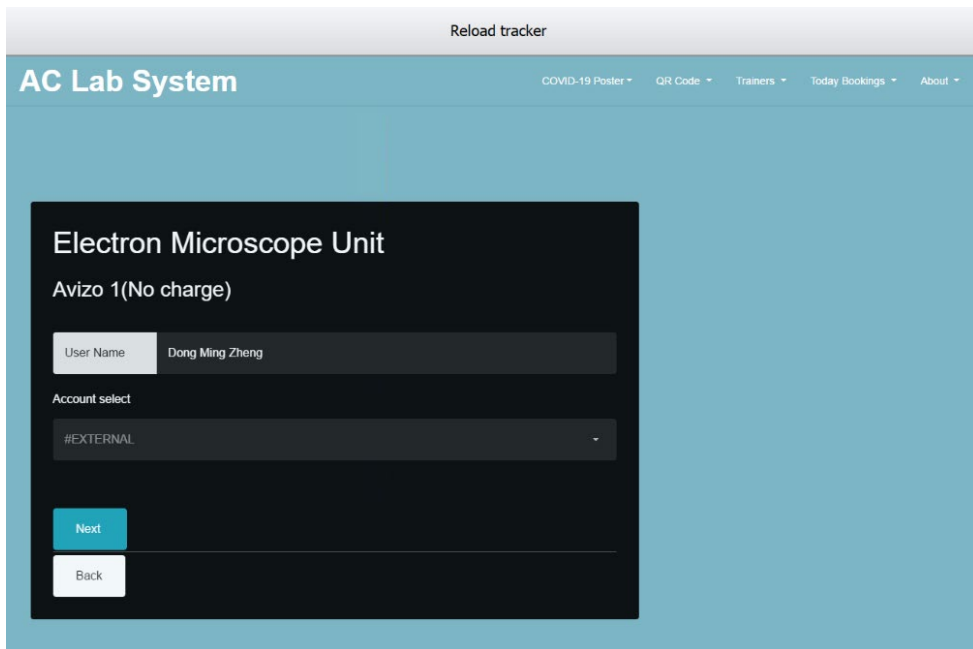 Reload tracker
AC Lab System
COVID-19 Poster QR Code Trainers Today Bookings About
Electron Microscope Unit
Avizo 1(No charge)
User Name Dong Ming Zheng
Account select
#EXTERNAL
Next
Back